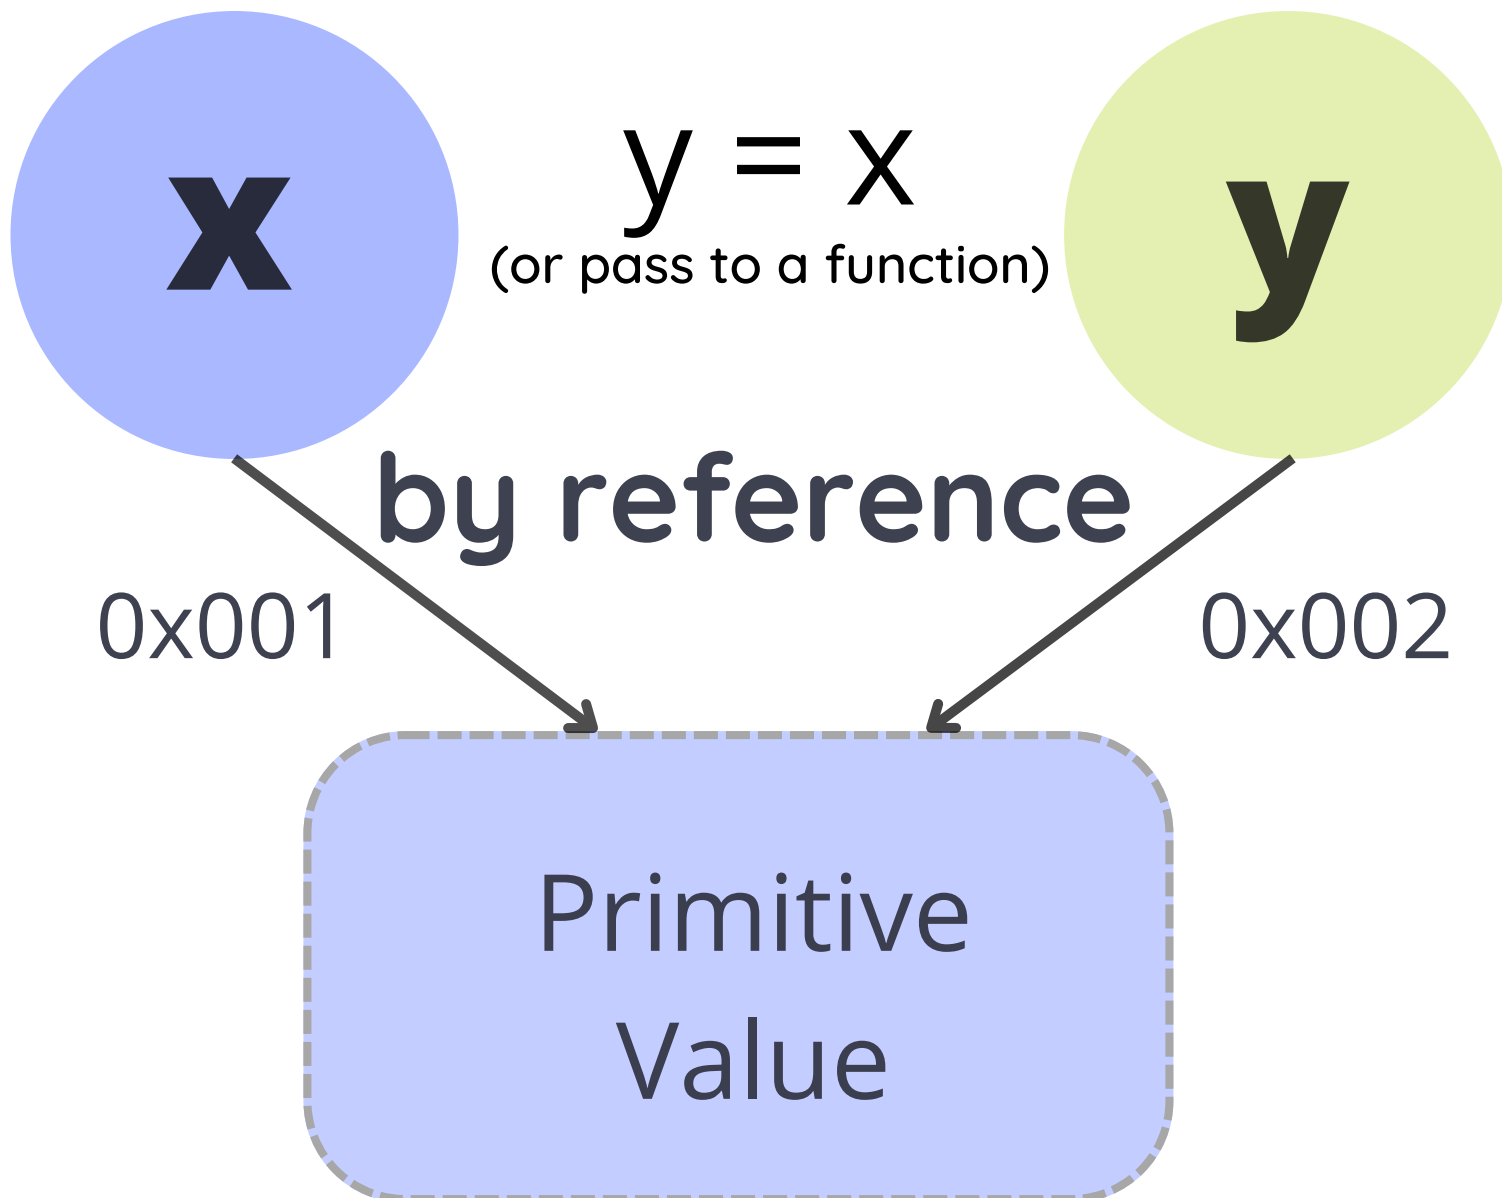 x
y = x
(or pass to a function)
y
by reference
0x001
0x002
Primitive
Value